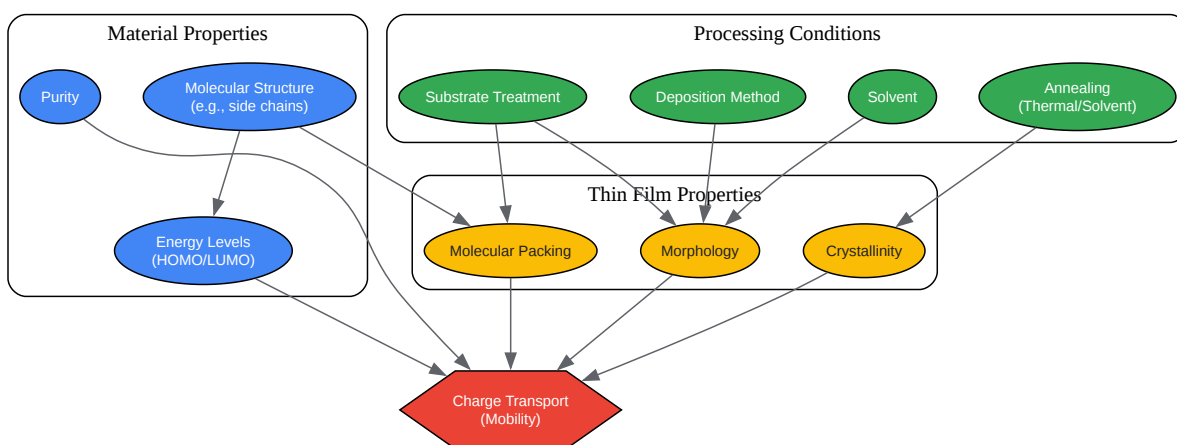 Material Properties
Processing Conditions
Purity
Molecular Structure
(e.g., side chains)
Substrate Treatment
Deposition Method
Solvent
Annealing
(Thermal/Solvent)
Thin Film Properties
Energy Levels
(HOMO/LUMO)
Molecular Packing
Morphology
Crystallinity
Charge Transport
(Mobility)